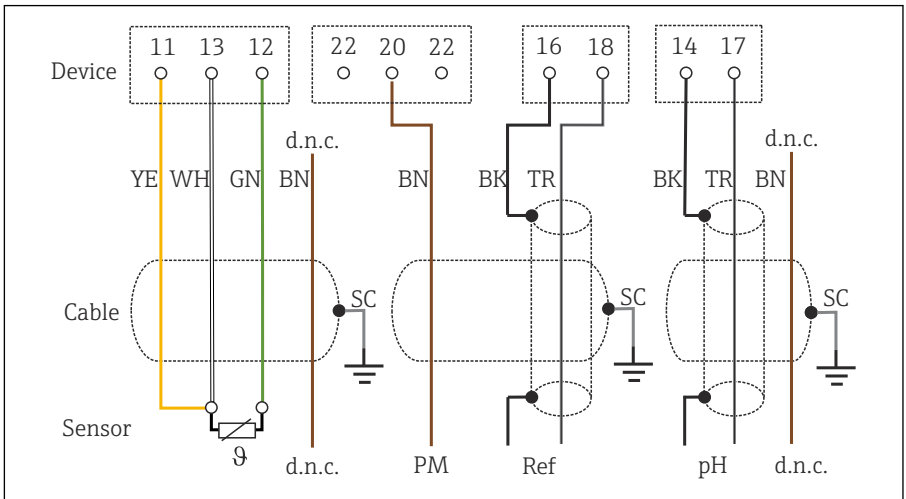 11 13 12 22 20 22 16 18 14 17
Device
d.n.c. d.n.c.
YE WH GN BN BN BK TR BK TR BN
SC SC SC
Cable
Sensor
ϑ
d.n.c. PM Ref pH d.n.c.